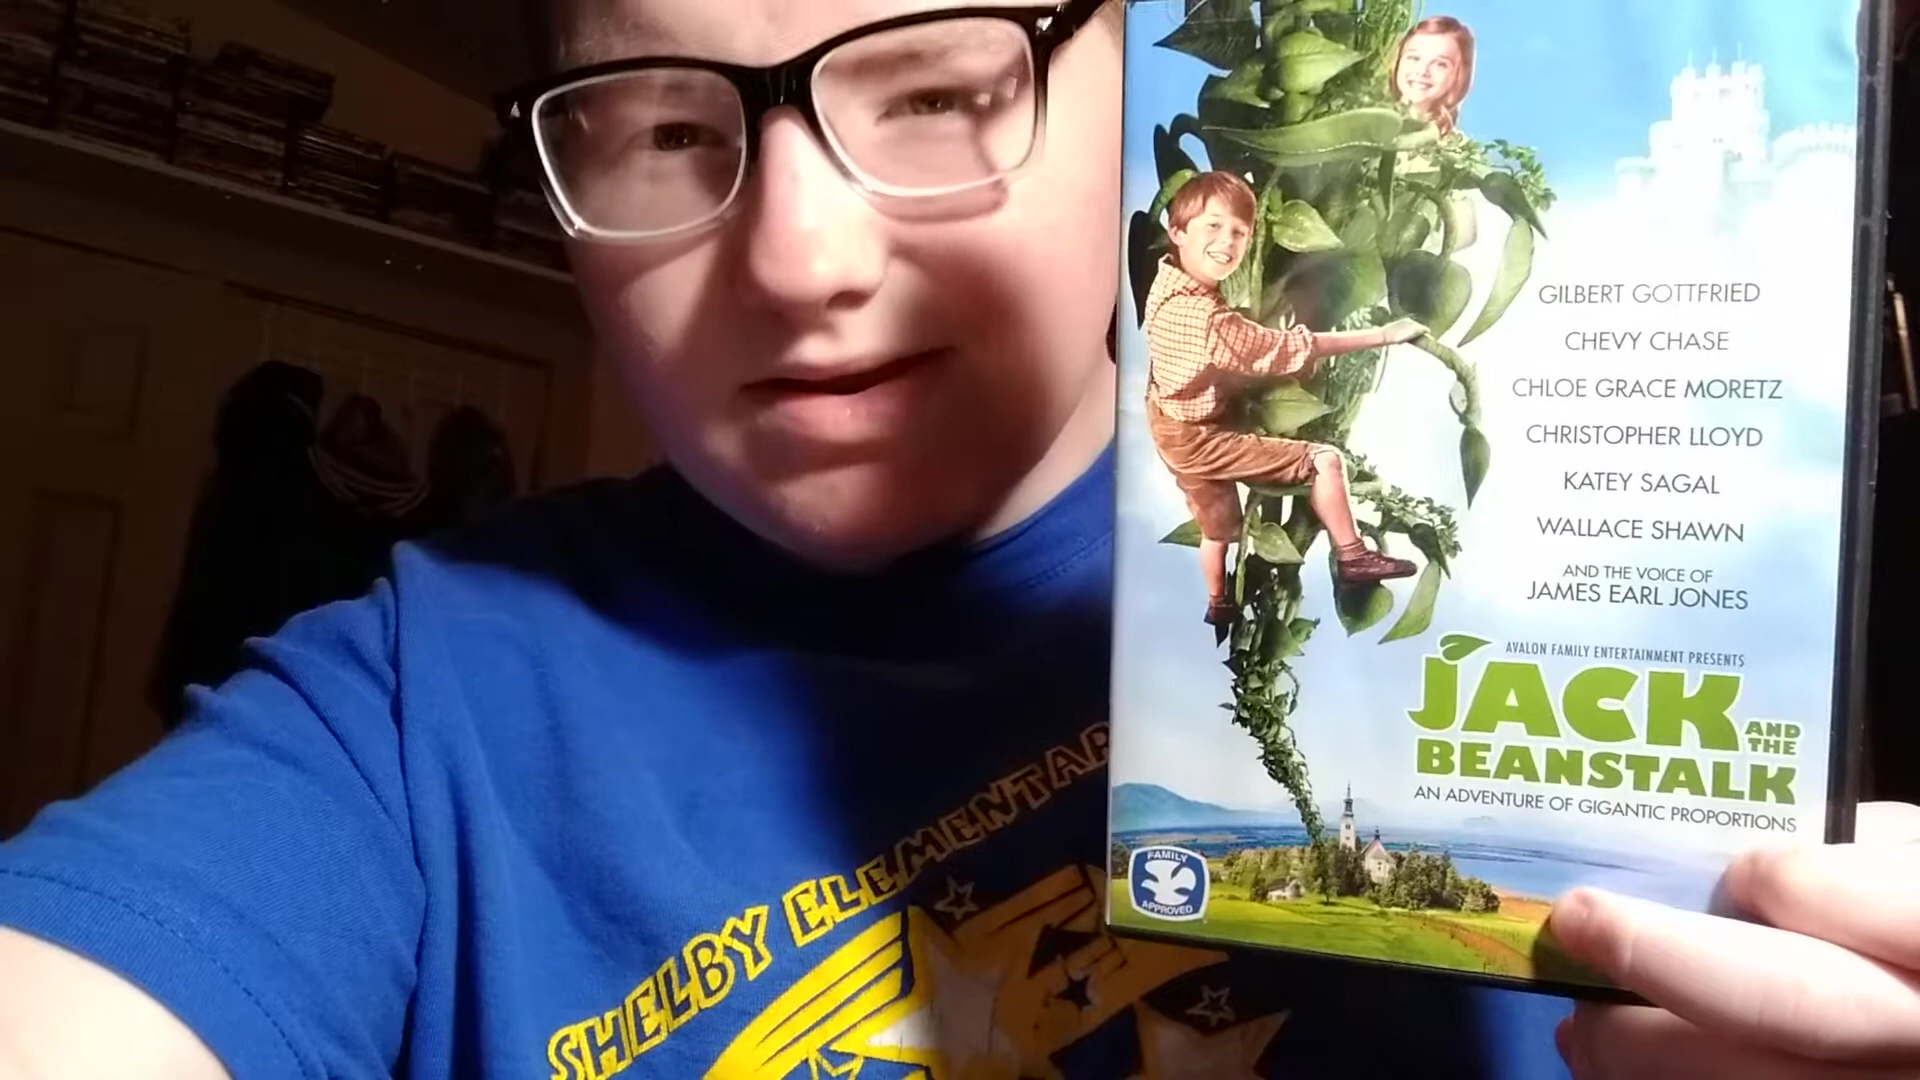 GILBERT GOTTFRIED
CHEVY CHASE
CHLOE GRACE MORETZ
CHRISTOPHER LLOYD
KATEY SAGAL
WALLACE SHAWN
AND THE VOICE OF
JAMES EARL JONES
AVALON FAMILY ENTERTAINMENT PRESENTS
JACK AND THE
BEANSTALK
AN ADVENTURE OF GIGANTIC PROPORTIONS
FAMILY
APPROVED
SHELBY ELEMENTAR